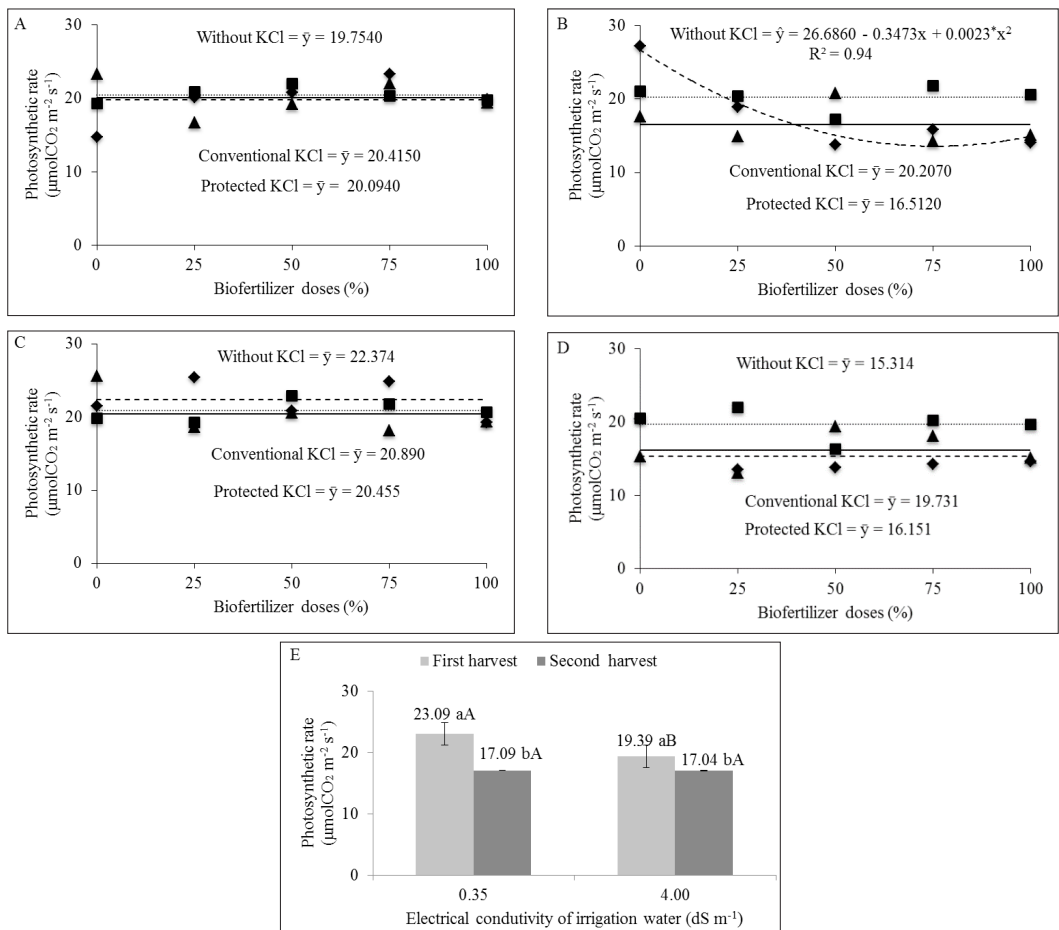 A
Without KCl = ȳ = 19.7540
Conventional KCl = ȳ = 20.4150
Protected KCl = ȳ = 20.0940
Photosynthetic rate
(µmolCO₂ m⁻² s⁻¹)
30
20
10
0
0 25 50 75 100
Biofertilizer doses (%)
B
Without KCl = ŷ = 26.6860 - 0.3473x + 0.0023*x²
R² = 0.94
Conventional KCl = ȳ = 20.2070
Protected KCl = ȳ = 16.5120
Photosynthetic rate
(µmolCO₂ m⁻² s⁻¹)
30
20
10
0
0 25 50 75 100
Biofertilizer doses (%)
C
Without KCl = ȳ = 22.374
Conventional KCl = ȳ = 20.890
Protected KCl = ȳ = 20.455
Photosynthetic rate
(µmolCO₂ m⁻² s⁻¹)
30
20
10
0
0 25 50 75 100
Biofertilizer doses (%)
D
Without KCl = ȳ = 15.314
Conventional KCl = ȳ = 19.731
Protected KCl = ȳ = 16.151
Photosynthetic rate
(µmolCO₂ m⁻² s⁻¹)
30
20
10
0
0 25 50 75 100
Biofertilizer doses (%)
E
First harvest Second harvest
Photosynthetic rate
(µmolCO₂ m⁻² s⁻¹)
30
20
10
0
23.09 aA
17.09 bA
19.39 aB
17.04 bA
0.35 4.00
Electrical condutivity of irrigation water (dS m⁻¹)